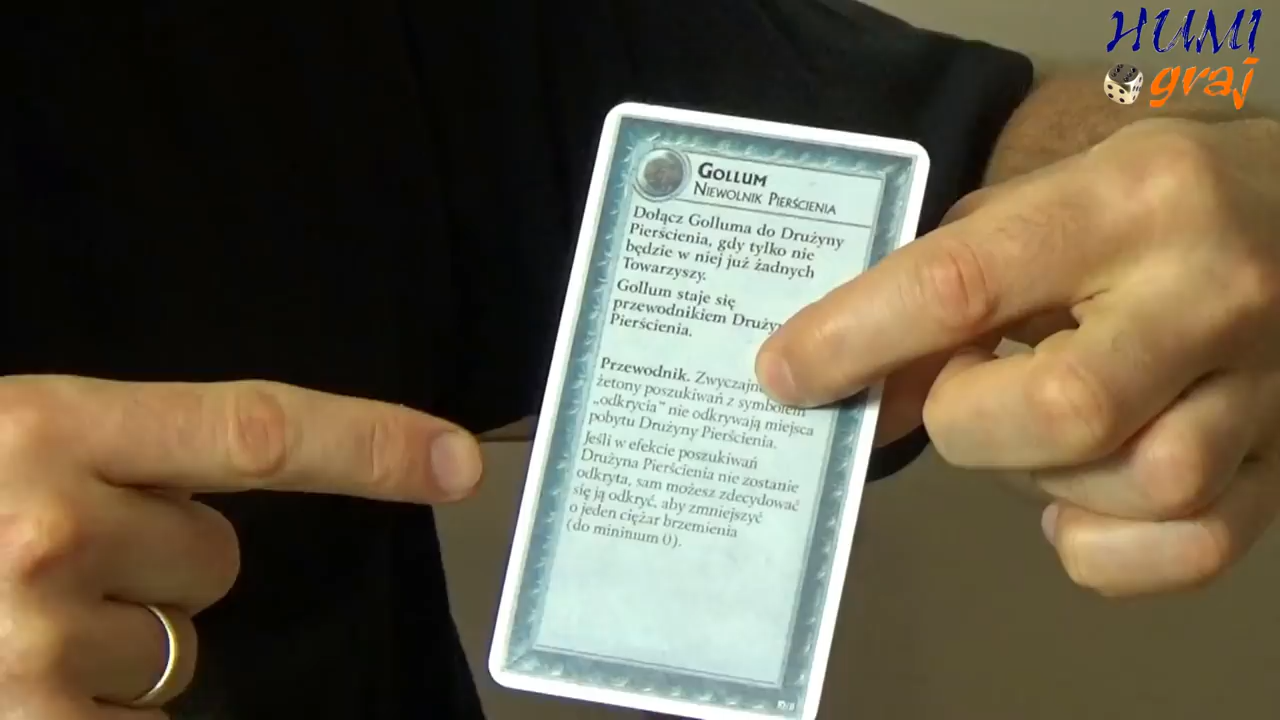 HUMI
graj
GOLLUM
NIEWOLNIK PIERŚCIENIA
Dołącz Golluma do Drużyny
Pierścienia, gdy tylko nie
będzie w niej już żadnych
Towarzyszy.
Gollum staje się
przewodnikiem
Pierścienia.
Przewodnik.
żetony poszukiwań z symbolem
„odkrycia” nie odkrywają miejsca
pobytu Drużyny Pierścienia.
Jeśli w efekcie poszukiwań
Drużyna Pierścienia nie zostanie
odkryta, sam możesz zdecydować
się ją odkryć, aby zmniejszyć
o jeden ciężar brzemienia
(do minimum 0).